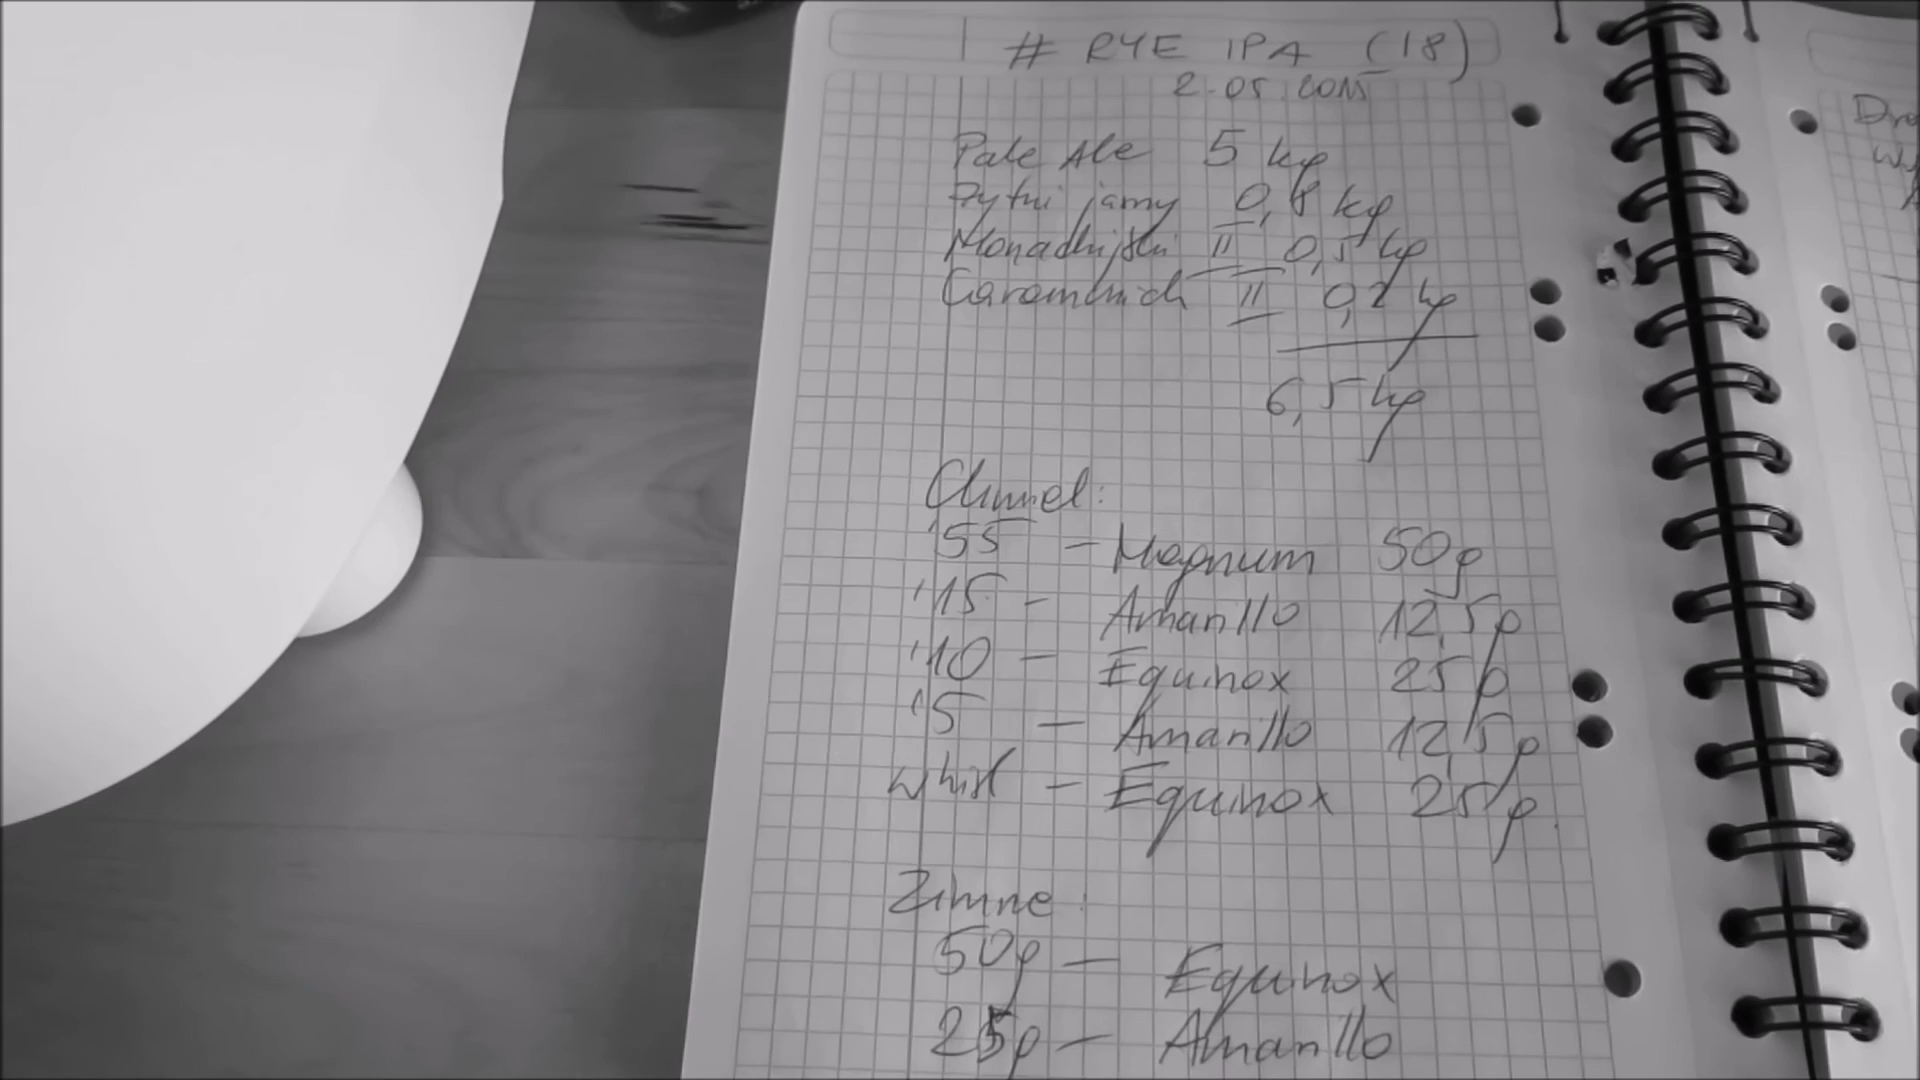 # RYE IPA (18)
2.05.2015
Pale Ale 5 kg
Żytni jasny 0,8 kg
Monachijski II 0,5 kg
Caramunich II 0,2 kg
6,5 kg
Chmiel:
'55 - Magnum 50g
'15 - Amarillo 12,5g
'10 - Equinox 25g
'5 - Amarillo 12,5g
whirl - Equinox 25g.
Zimne:
50g - Equinox
25g - Amarillo